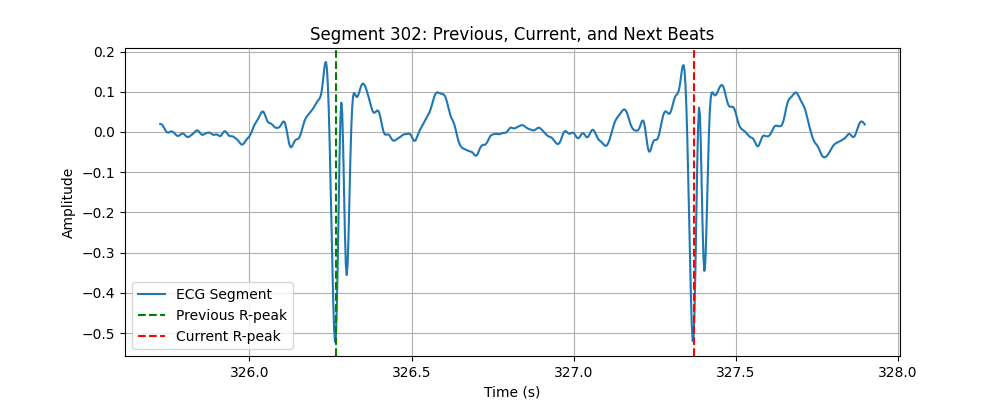 Segment 302: Previous, Current, and Next Beats
0.2
0.1
0.0
−0.1
−0.2
−0.3
−0.4
−0.5
Amplitude
ECG Segment
Previous R-peak
Current R-peak
326.0 326.5 327.0 327.5 328.0
Time (s)